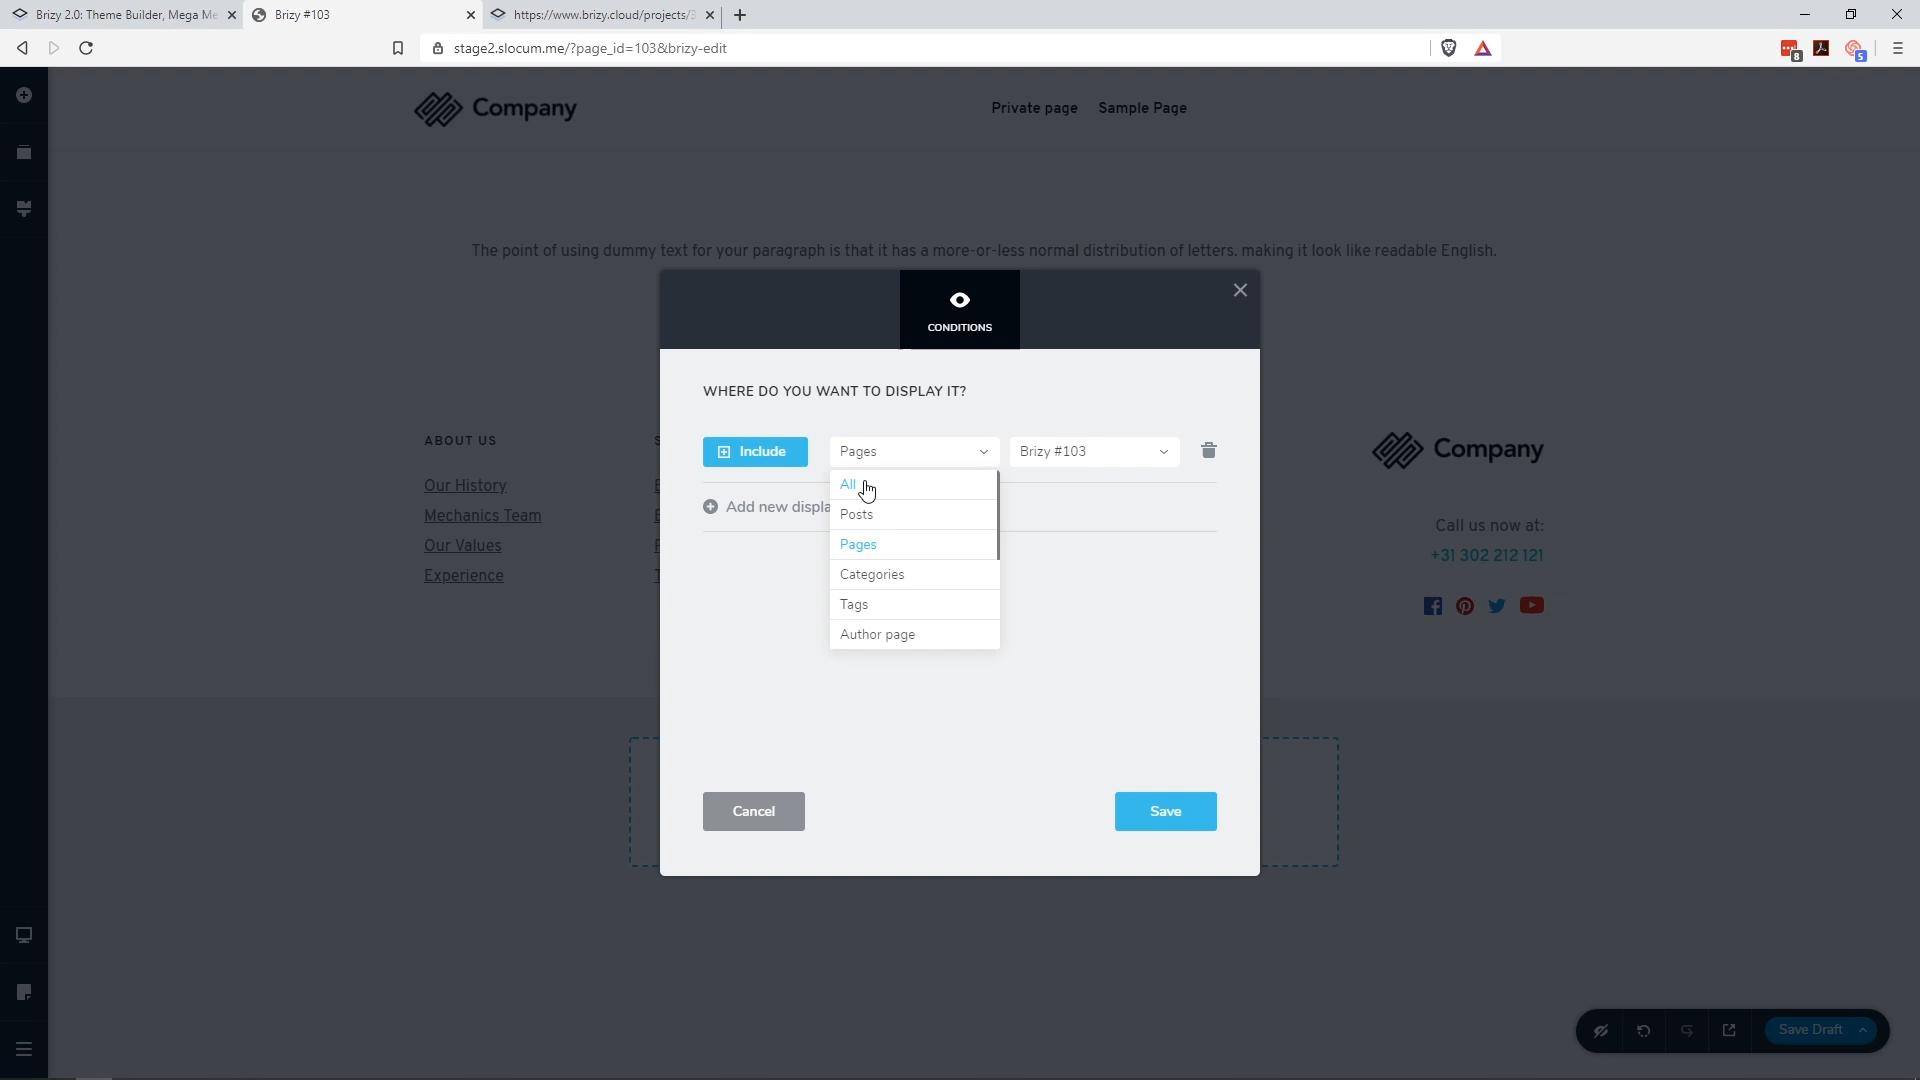 Brizy 2.0: Theme Builder, Mega Me
Brizy #103
https://www.brizy.cloud/projects/3
stage2.slocum.me/?page_id=103&brizy-edit
8
5
Company
Private page
Sample Page
The point of using dummy text for your paragraph is that it has a more-or-less normal distribution of letters. making it look like readable English.
CONDITIONS
WHERE DO YOU WANT TO DISPLAY IT?
Include
Pages
Brizy #103
Add new displa
All
Posts
Pages
Categories
Tags
Author page
Cancel
Save
ABOUT US
Our History
Mechanics Team
Our Values
Experience
Company
Call us now at:
+31 302 212 121
Save Draft